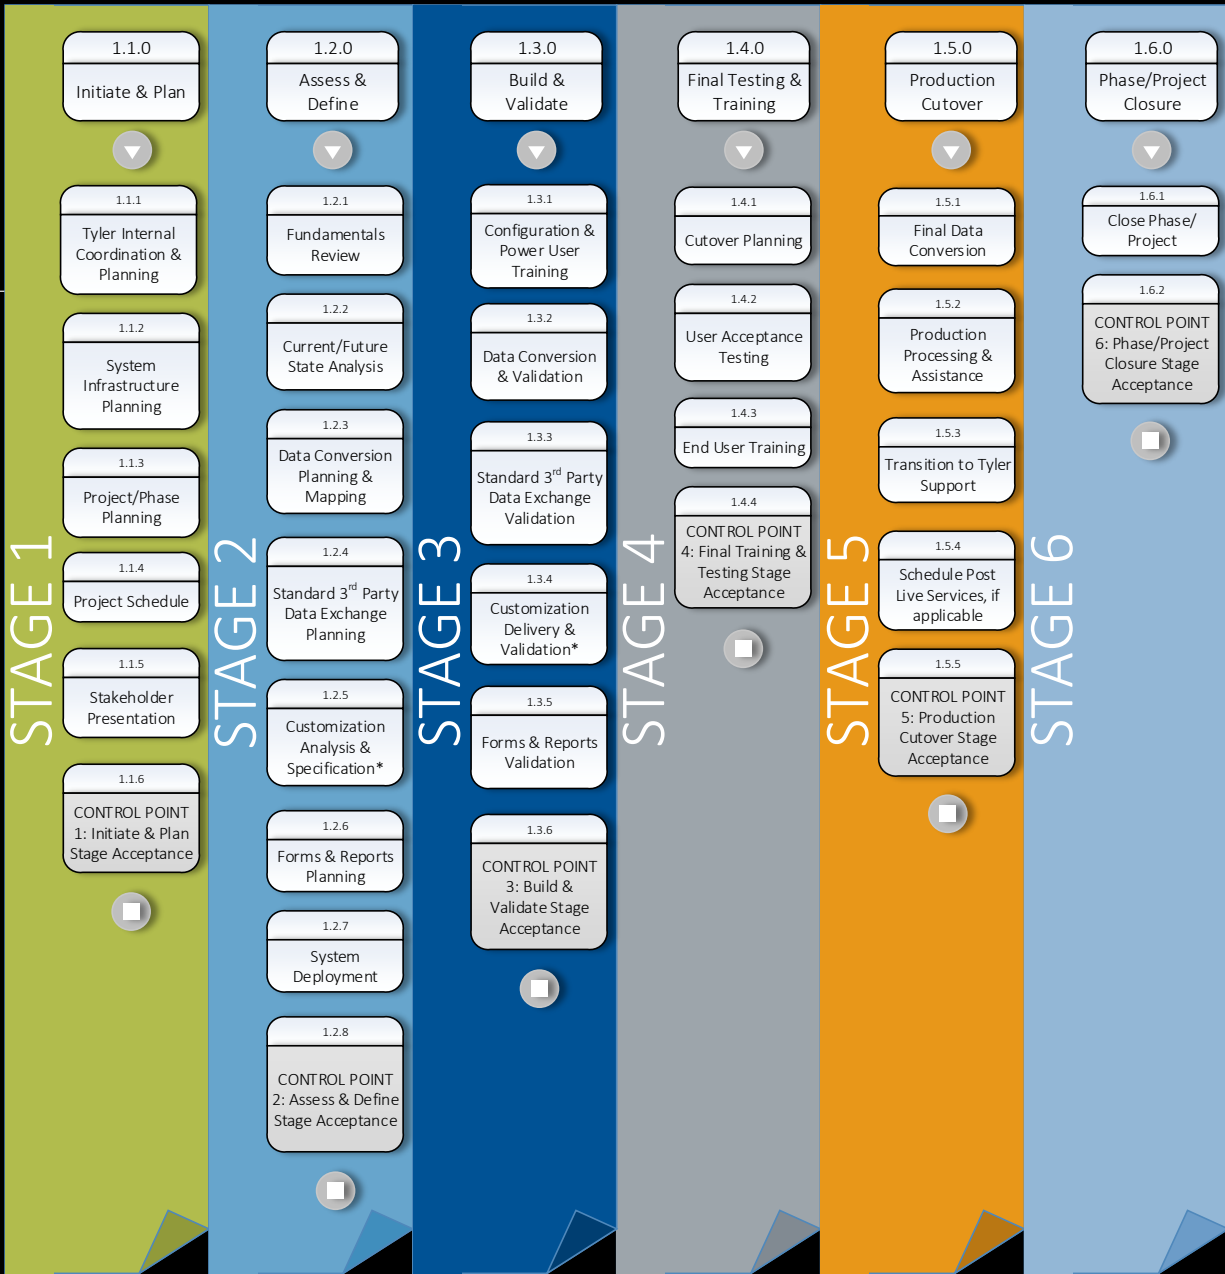 STAGE 1
1.1.0
Initiate & Plan
1.1.1
Tyler Internal
Coordination &
Planning
1.1.2
System
Infrastructure
Planning
1.1.3
Project/Phase
Planning
1.1.4
Project Schedule
1.1.5
Stakeholder
Presentation
1.1.6
CONTROL POINT
1: Initiate & Plan
Stage Acceptance
STAGE 2
1.2.0
Assess &
Define
1.2.1
Fundamentals
Review
1.2.2
Current/Future
State Analysis
1.2.3
Data Conversion
Planning &
Mapping
1.2.4
Standard 3rd Party
Data Exchange
Planning
1.2.5
Customization
Analysis &
Specification*
1.2.6
Forms & Reports
Planning
1.2.7
System
Deployment
1.2.8
CONTROL POINT
2: Assess & Define
Stage Acceptance
STAGE 3
1.3.0
Build &
Validate
1.3.1
Configuration &
Power User
Training
1.3.2
Data Conversion
& Validation
1.3.3
Standard 3rd Party
Data Exchange
Validation
1.3.4
Customization
Delivery &
Validation*
1.3.5
Forms & Reports
Validation
1.3.6
CONTROL POINT
3: Build &
Validate Stage
Acceptance
STAGE 4
1.4.0
Final Testing &
Training
1.4.1
Cutover Planning
1.4.2
User Acceptance
Testing
1.4.3
End User Training
1.4.4
CONTROL POINT
4: Final Training &
Testing Stage
Acceptance
STAGE 5
1.5.0
Production
Cutover
1.5.1
Final Data
Conversion
1.5.2
Production
Processing &
Assistance
1.5.3
Transition to Tyler
Support
1.5.4
Schedule Post
Live Services, if
applicable
1.5.5
CONTROL POINT
5: Production
Cutover Stage
Acceptance
STAGE 6
1.6.0
Phase/Project
Closure
1.6.1
Close Phase/
Project
1.6.2
CONTROL POINT
6: Phase/Project
Closure Stage
Acceptance